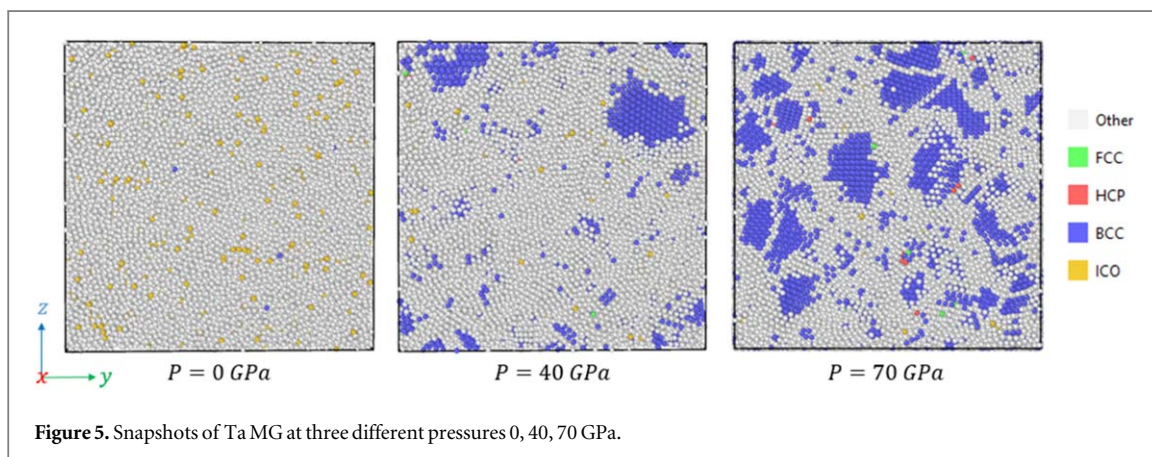 Other
FCC
HCP
BCC
ICO
z
x
y
P = 0 GPa
P = 40 GPa
P = 70 GPa
Figure 5. Snapshots of Ta MG at three different pressures 0, 40, 70 GPa.